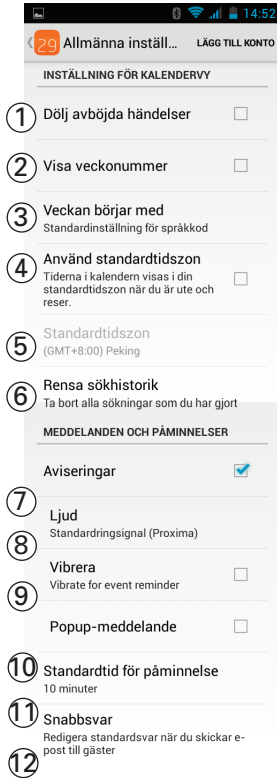 14:52
29 Allmänna inställ... LÄGG TILL KONTO
INSTÄLLNING FÖR KALENDERVY
1 Dölj avböjda händelser
2 Visa veckonummer
3 Veckan börjar med
Standardinställning för språkkod
4 Använd standardtidszon
Tiderna i kalendern visas i din
standardtidszon när du är ute och
reser.
5 Standardtidszon
(GMT+8:00) Peking
6 Rensa sökhistorik
Ta bort alla sökningar som du har gjort
MEDDELANDEN OCH PÅMINNELSER
Aviseringar
7
Ljud
8 Standardringsignal (Proxima)
Vibrera
9 Vibrate for event reminder
Popup-meddelande
10 Standardtid för påminnelse
10 minuter
11 Snabbsvar
Redigera standardsvar när du skickar e-
12 post till gäster